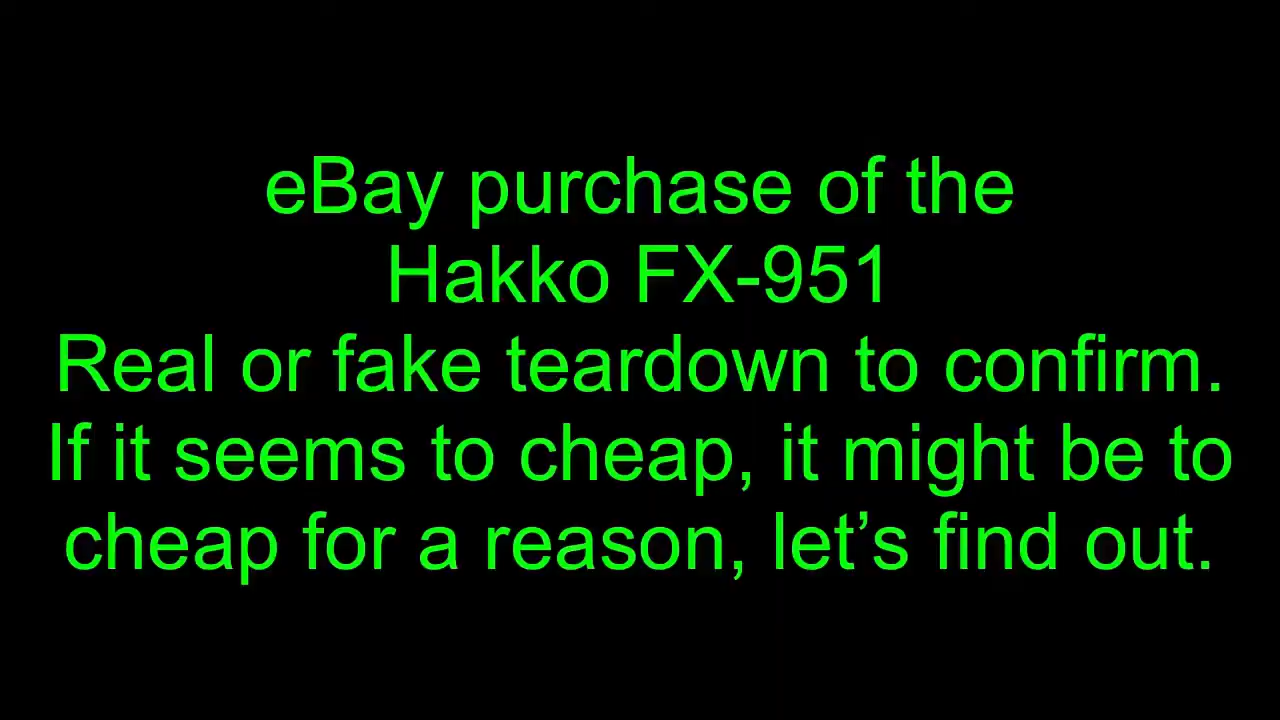 eBay purchase of the
Hakko FX-951
Real or fake teardown to confirm.
If it seems to cheap, it might be to
cheap for a reason, let’s find out.